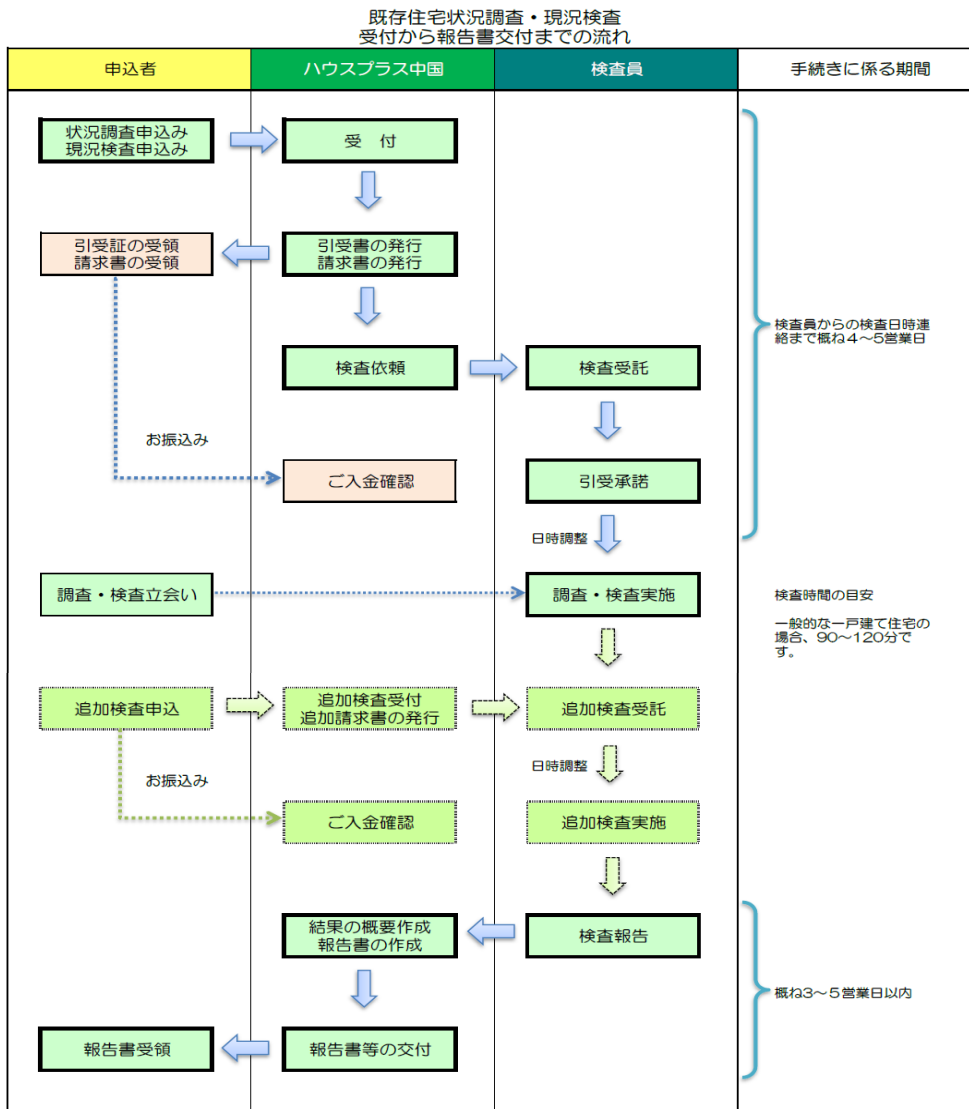 既存住宅状況調査・現況検査
受付から報告書交付までの流れ
申込者
ハウスプラス中国
検査員
手続きに係る期間
状況調査申込み
現況検査申込み
受　付
引受証の受領
請求書の受領
引受書の発行
請求書の発行
検査員からの検査日時連
絡まで概ね４～5営業日
検査依頼
検査受託
お振込み
ご入金確認
引受承諾
日時調整
調査・検査立会い
調査・検査実施
検査時間の目安
一般的な一戸建て住宅の
場合、90～120分で
す。
追加検査申込
追加検査受付
追加請求書の発行
追加検査受託
日時調整
お振込み
ご入金確認
追加検査実施
結果の概要作成
報告書の作成
検査報告
概ね3～５営業日以内
報告書受領
報告書等の交付